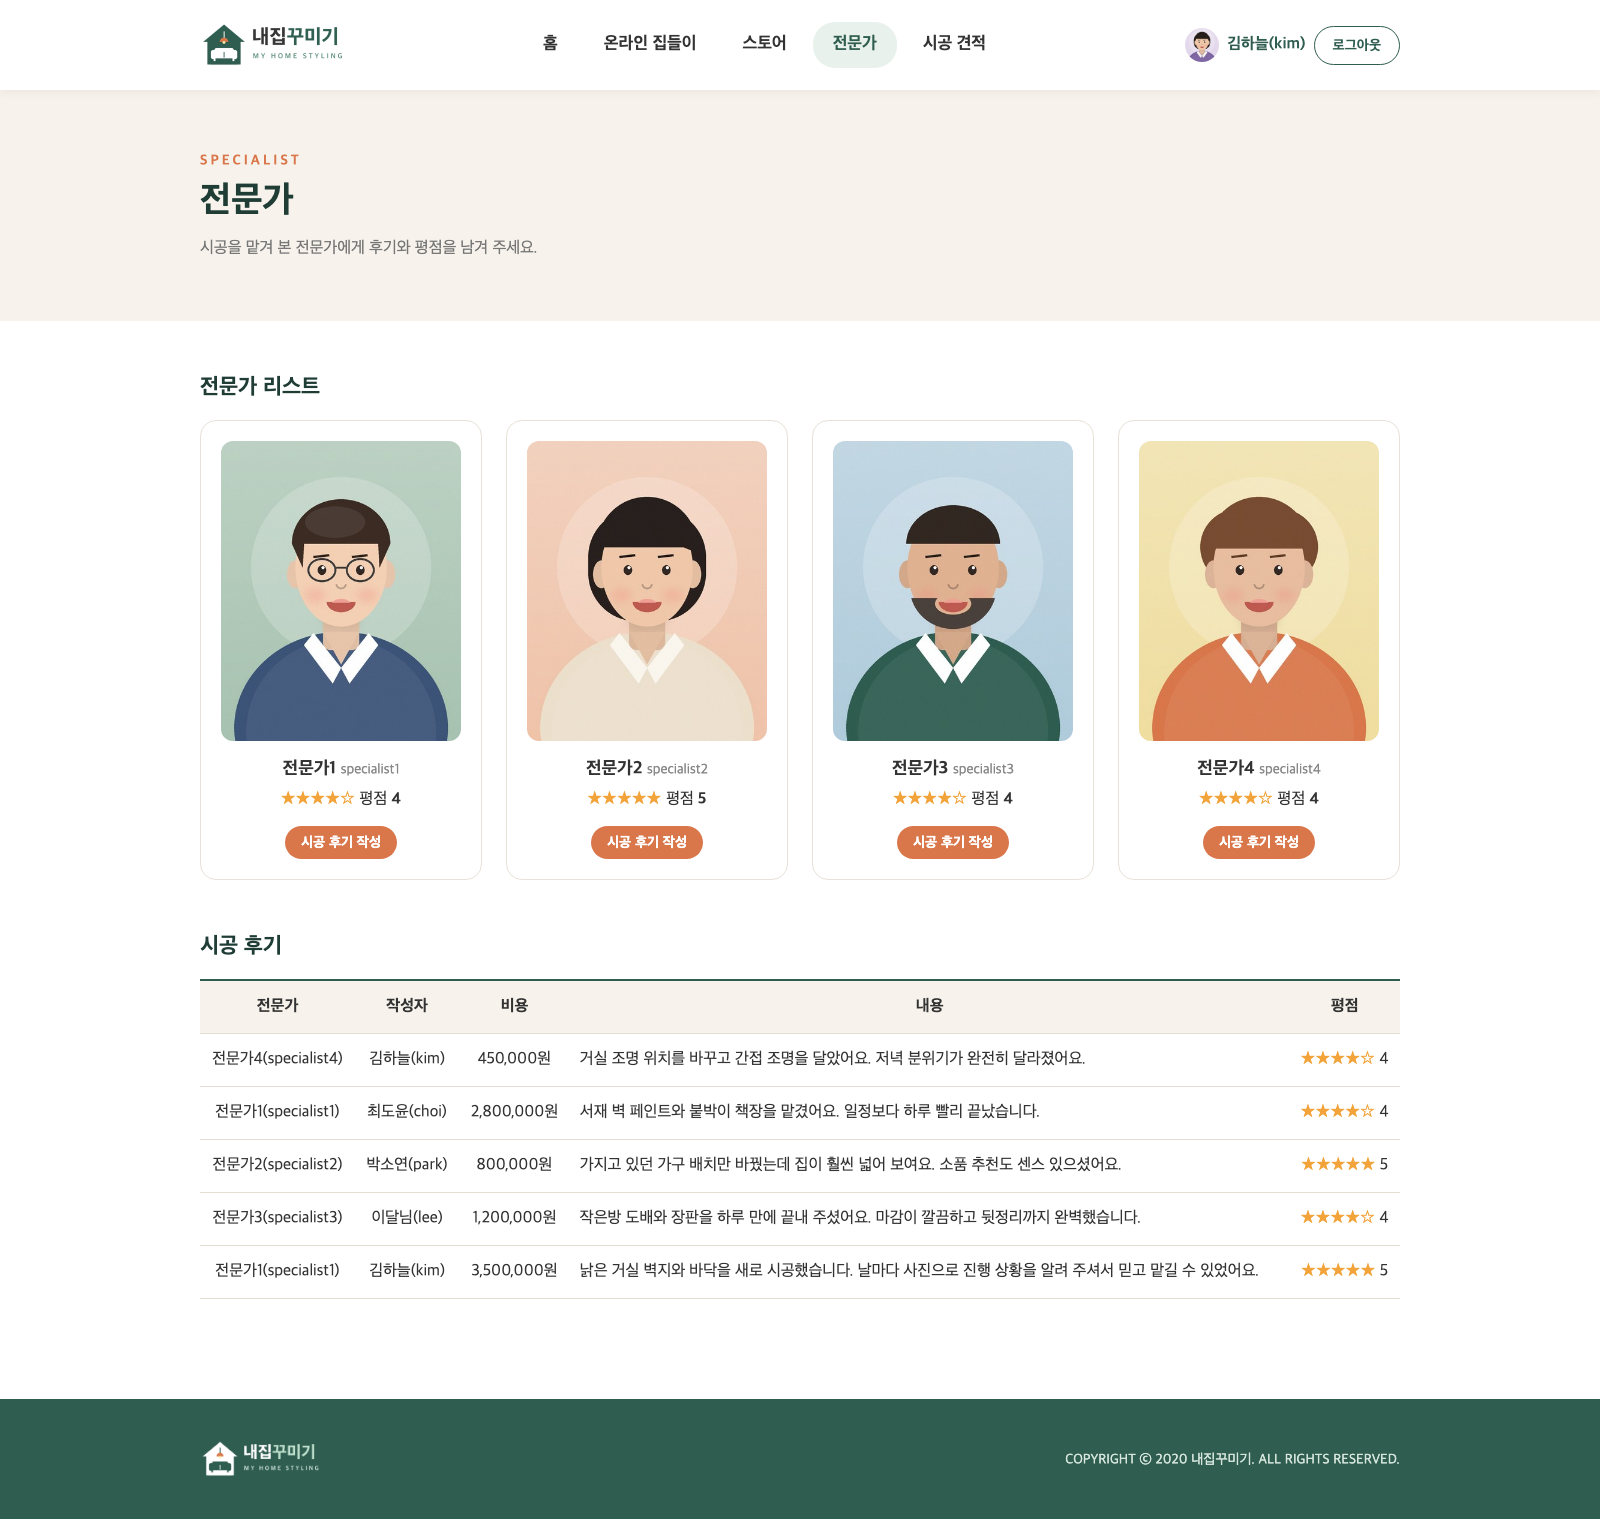 내집꾸미기
MY HOME STYLING
홈 온라인 집들이 스토어 전문가 시공 견적
김하늘(kim) 로그아웃
SPECIALIST
전문가
시공을 맡겨 본 전문가에게 후기와 평점을 남겨 주세요.
전문가 리스트
전문가1 specialist1
★★★★☆ 평점 4
시공 후기 작성
전문가2 specialist2
★★★★★ 평점 5
시공 후기 작성
전문가3 specialist3
★★★★☆ 평점 4
시공 후기 작성
전문가4 specialist4
★★★★☆ 평점 4
시공 후기 작성
시공 후기
전문가 작성자 비용 내용 평점
전문가4(specialist4) 김하늘(kim) 450,000원 거실 조명 위치를 바꾸고 간접 조명을 달았어요. 저녁 분위기가 완전히 달라졌어요. ★★★★☆ 4
전문가1(specialist1) 최도윤(choi) 2,800,000원 서재 벽 페인트와 붙박이 책장을 맡겼어요. 일정보다 하루 빨리 끝났습니다. ★★★★☆ 4
전문가2(specialist2) 박소연(park) 800,000원 가지고 있던 가구 배치만 바꿨는데 집이 훨씬 넓어 보여요. 소품 추천도 센스 있으셨어요. ★★★★★ 5
전문가3(specialist3) 이달님(lee) 1,200,000원 작은방 도배와 장판을 하루 만에 끝내 주셨어요. 마감이 깔끔하고 뒷정리까지 완벽했습니다. ★★★★☆ 4
전문가1(specialist1) 김하늘(kim) 3,500,000원 낡은 거실 벽지와 바닥을 새로 시공했습니다. 날마다 사진으로 진행 상황을 알려 주셔서 믿고 맡길 수 있었어요. ★★★★★ 5
내집꾸미기
MY HOME STYLING
COPYRIGHT © 2020 내집꾸미기. ALL RIGHTS RESERVED.